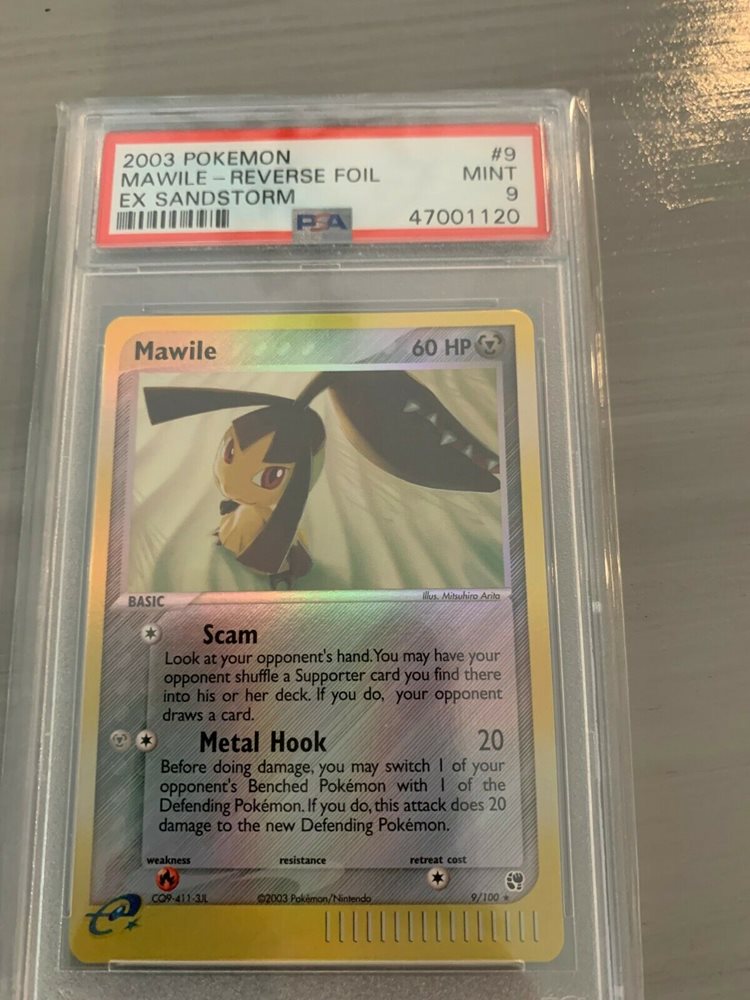 2003 POKEMON #9
MAWILE - REVERSE FOIL MINT
EX SANDSTORM 9
PSA 47001120
Mawile 60 HP
BASIC Illus. Mitsuhiro Arita
Scam
Look at your opponent's hand. You may have your
opponent shuffle a Supporter card you find there
into his or her deck. If you do, your opponent
draws a card.
Metal Hook 20
Before doing damage, you may switch 1 of your
opponent's Benched Pokémon with 1 of the
Defending Pokémon. If you do, this attack does 20
damage to the new Defending Pokémon.
weakness resistance retreat cost
CQ9-411-3JL ©2003 Pokémon/Nintendo 9/100 ★
e